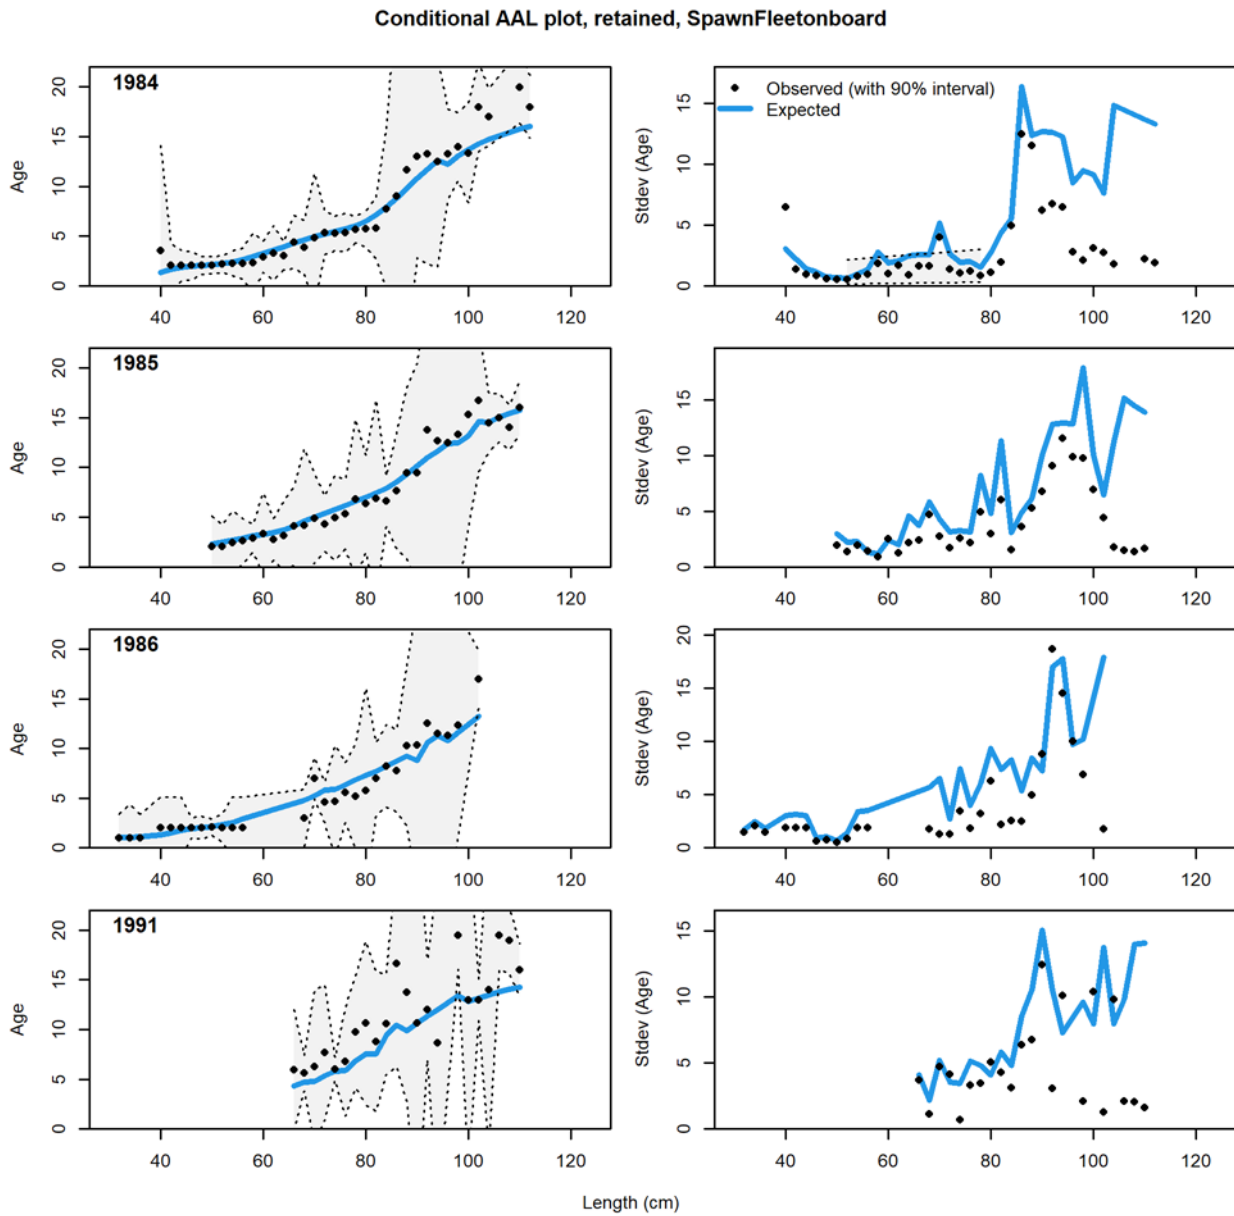 Conditional AAL plot, retained, SpawnFleetonboard
1984
Age
0 5 10 15 20
40 60 80 100 120
Observed (with 90% interval)
Expected
Stdev (Age)
0 5 10 15
40 60 80 100 120
1985
Age
0 5 10 15 20
40 60 80 100 120
Stdev (Age)
0 5 10 15
40 60 80 100 120
1986
Age
0 5 10 15 20
40 60 80 100 120
Stdev (Age)
0 5 10 15 20
40 60 80 100 120
1991
Age
0 5 10 15 20
40 60 80 100 120
Stdev (Age)
0 5 10 15
40 60 80 100 120
Length (cm)